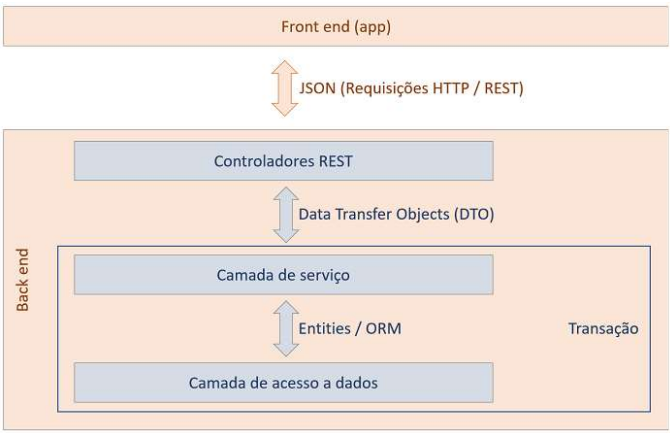 Front end (app)
JSON (Requisições HTTP / REST)
Controladores REST
Data Transfer Objects (DTO)
Back end
Camada de serviço
Entities / ORM
Transação
Camada de acesso a dados